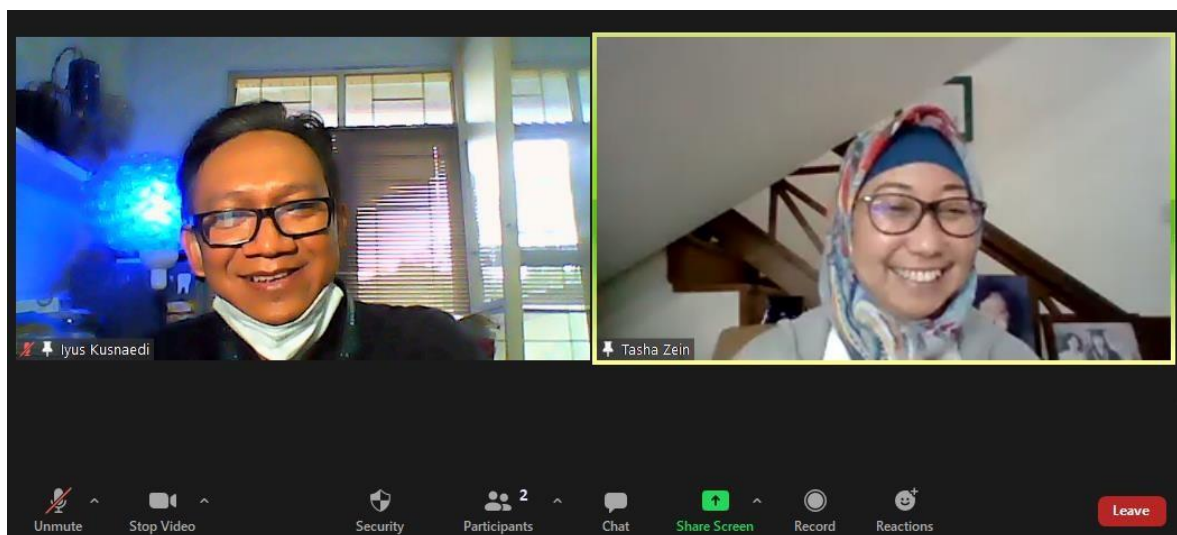 Iyus Kusnaedi
Tasha Zein
2
Unmute
Stop Video
Security
Participants
Chat
Share Screen
Record
Reactions
Leave